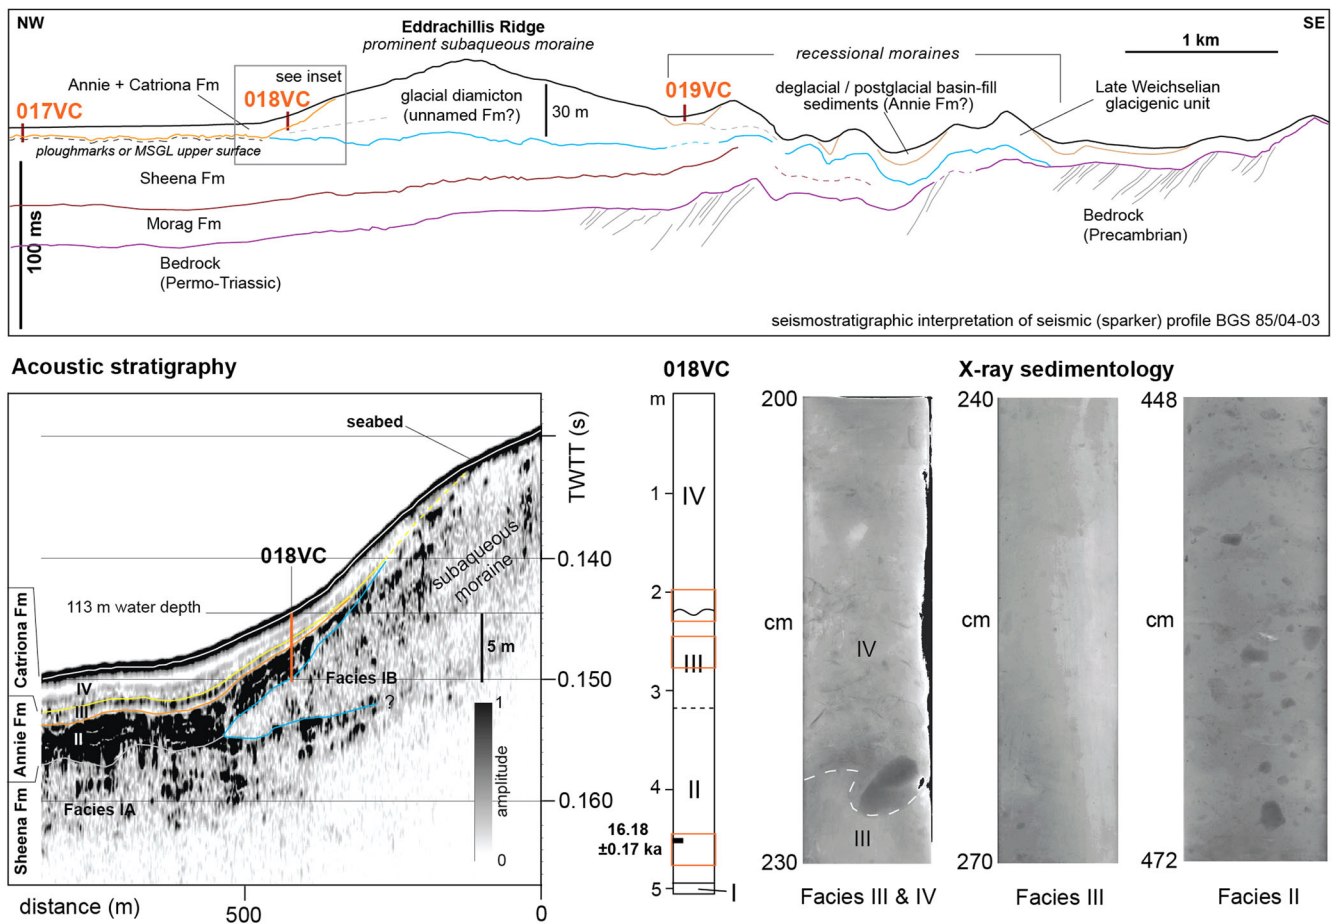 NW
SE
Eddrachillis Ridge
prominent subaqueous moraine
recessional moraines
1 km
Annie + Catriona Fm
see inset
017VC
018VC
019VC
glacial diamicton
(unnamed Fm?)
30 m
deglacial / postglacial basin-fill
sediments (Annie Fm?)
Late Weichselian
glacigenic unit
ploughmarks or MSGL upper surface
Sheena Fm
Morag Fm
Bedrock
(Permo-Triassic)
Bedrock
(Precambrian)
100 ms
seismostratigraphic interpretation of seismic (sparker) profile BGS 85/04-03
Acoustic stratigraphy
seabed
TWTT (s)
018VC
subaqueous
moraine
0.140
113 m water depth
5 m
0.150
Facies IB
?
IV
III
II
Facies IA
1
amplitude
0
0.160
Catriona Fm
Annie Fm
Sheena Fm
distance (m)
500
0
018VC
m
1
2
3
4
5
IV
III
II
I
16.18
±0.17 ka
X-ray sedimentology
200
cm
230
IV
III
Facies III & IV
240
cm
270
Facies III
448
cm
472
Facies II